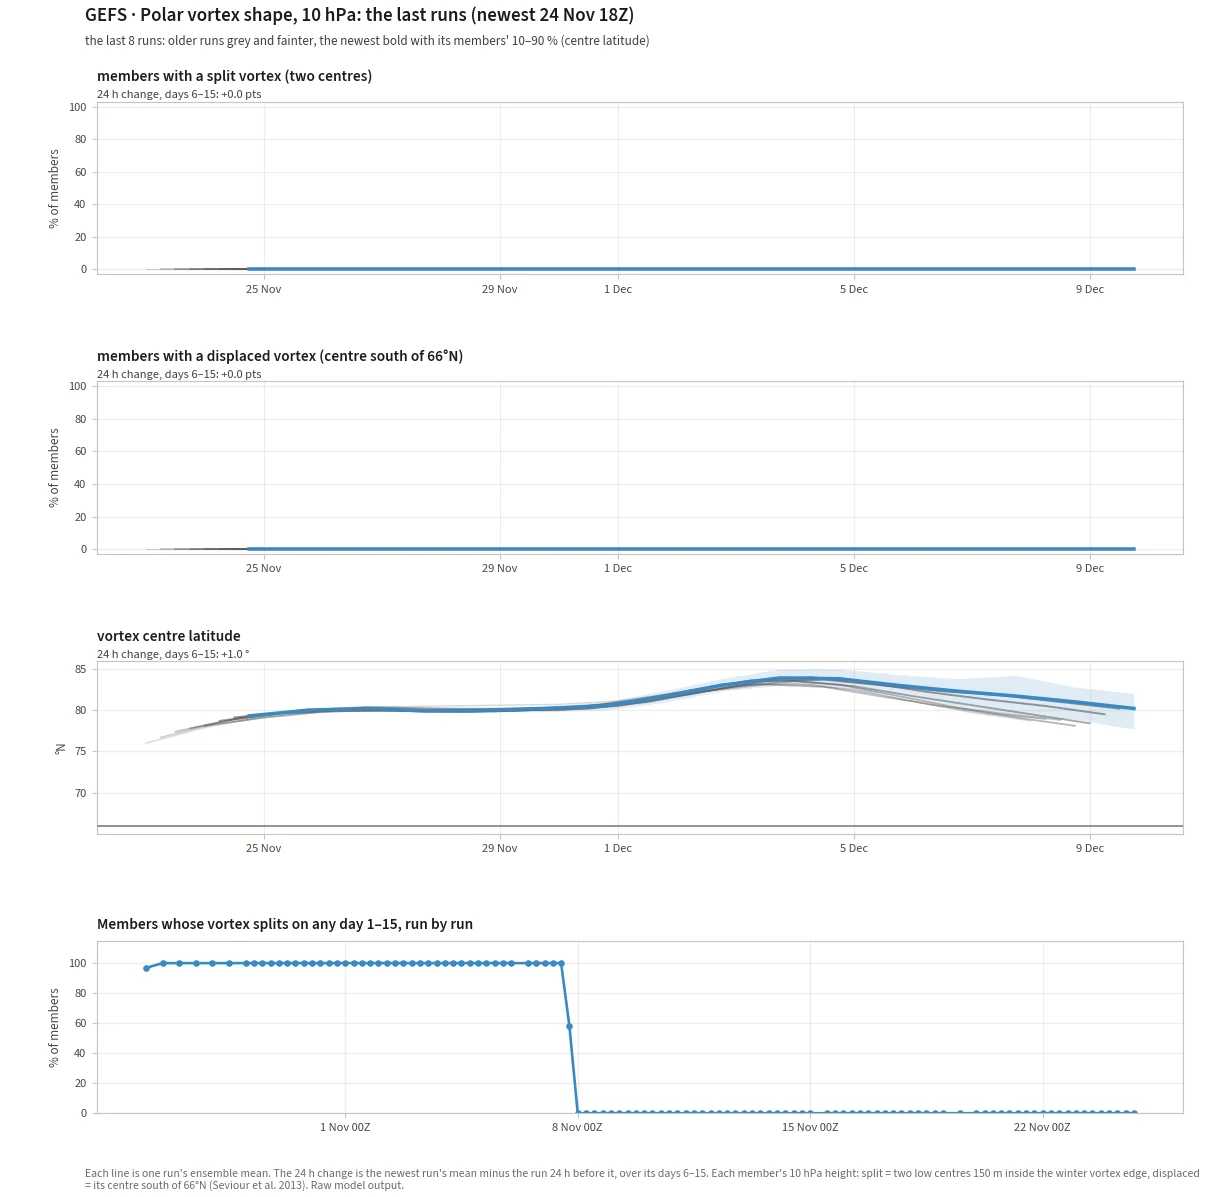 GEFS · Polar vortex shape, 10 hPa: the last runs (newest 24 Nov 18Z)
the last 8 runs: older runs grey and fainter, the newest bold with its members' 10–90 % (centre latitude)
members with a split vortex (two centres)
24 h change, days 6–15: +0.0 pts
100
80
60
40
20
0
% of members
25 Nov 29 Nov 1 Dec 5 Dec 9 Dec
members with a displaced vortex (centre south of 66°N)
24 h change, days 6–15: +0.0 pts
100
80
60
40
20
0
% of members
25 Nov 29 Nov 1 Dec 5 Dec 9 Dec
vortex centre latitude
24 h change, days 6–15: +1.0 °
85
80
75
70
°N
25 Nov 29 Nov 1 Dec 5 Dec 9 Dec
Members whose vortex splits on any day 1–15, run by run
100
80
60
40
20
0
% of members
1 Nov 00Z 8 Nov 00Z 15 Nov 00Z 22 Nov 00Z
Each line is one run's ensemble mean. The 24 h change is the newest run's mean minus the run 24 h before it, over its days 6–15. Each member's 10 hPa height: split = two low centres 150 m inside the winter vortex edge, displaced
= its centre south of 66°N (Seviour et al. 2013). Raw model output.